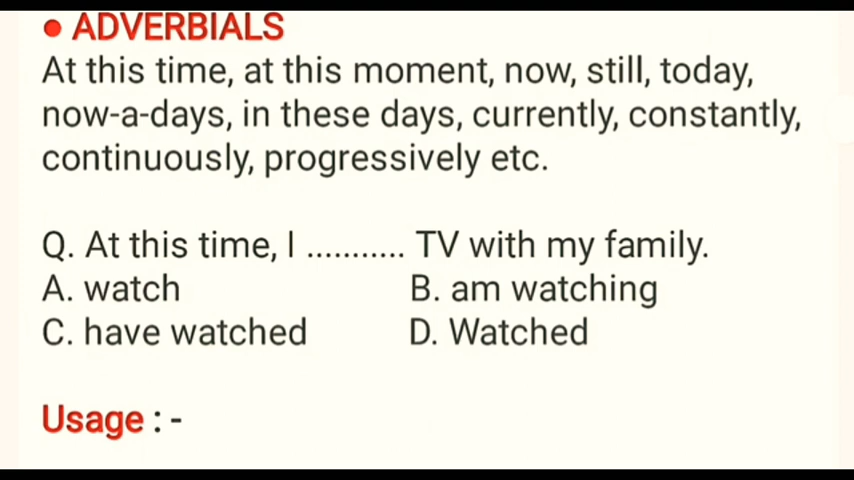 • ADVERBIALS
At this time, at this moment, now, still, today,
now-a-days, in these days, currently, constantly,
continuously, progressively etc.
Q. At this time, I ........... TV with my family.
A. watch B. am watching
C. have watched D. Watched
Usage : -